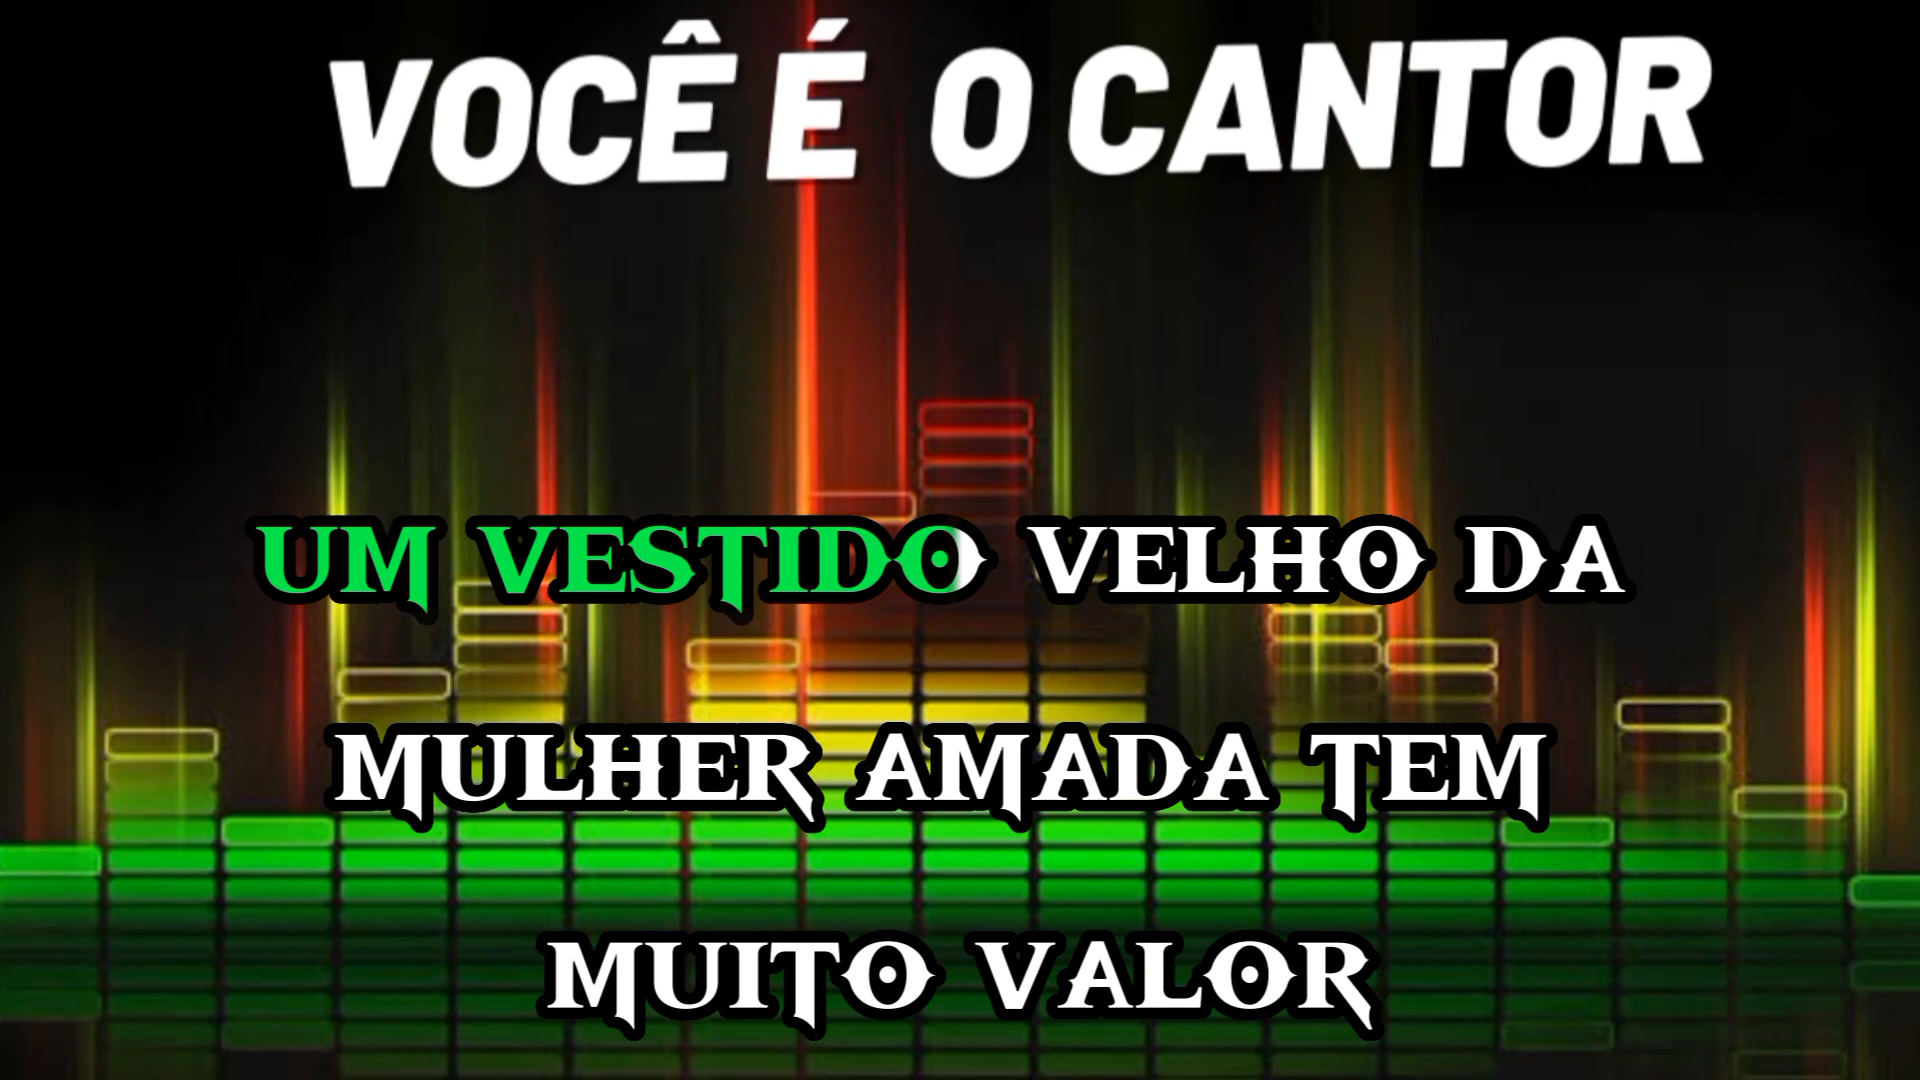 VOCÊ É O CANTOR
UM VESTIDO VELHO DA
MULHER AMADA TEM
MUITO VALOR